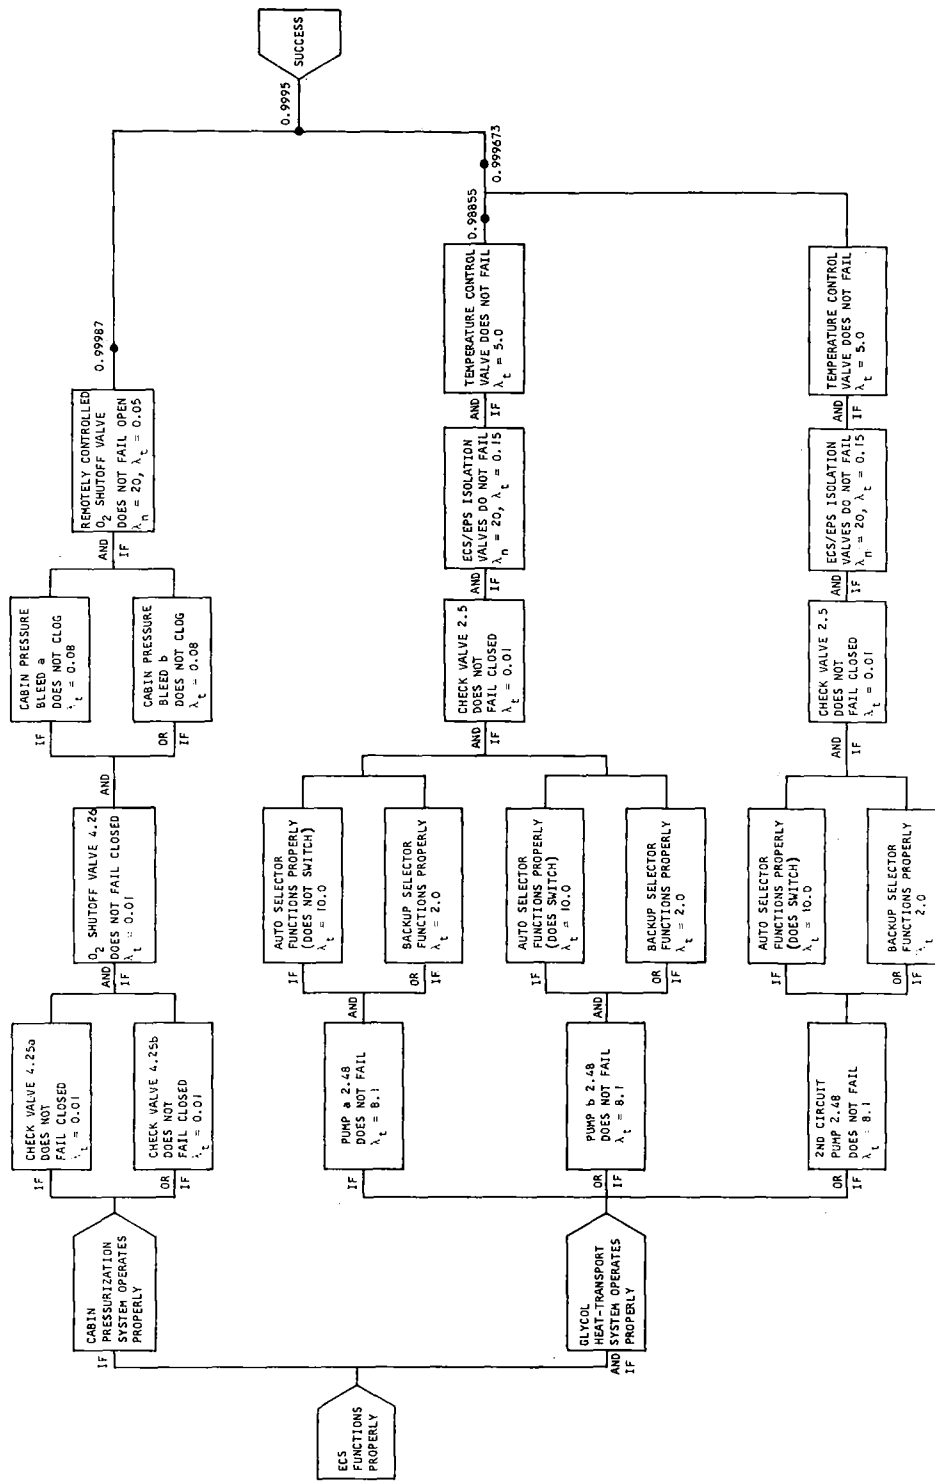 ECS
FUNCTIONS
PROPERLY
IF
CABIN
PRESSURIZATION
SYSTEM OPERATES
PROPERLY
IF
CHECK VALVE 4.25a
DOES NOT
FAIL CLOSED
λt = 0.01
OR
IF
CHECK VALVE 4.25b
DOES NOT
FAIL CLOSED
λt = 0.01
AND
IF
O2 SHUTOFF VALVE 4.26
DOES NOT FAIL CLOSED
λt = 0.01
AND
IF
CABIN PRESSURE
BLEED a
DOES NOT CLOG
λt = 0.08
OR
IF
CABIN PRESSURE
BLEED b
DOES NOT CLOG
λt = 0.08
AND
IF
REMOTELY CONTROLLED
O2 SHUTOFF VALVE
DOES NOT FAIL OPEN
λn = 20, λt = 0.05
0.99987
AND
IF
GLYCOL
HEAT-TRANSPORT
SYSTEM OPERATES
PROPERLY
IF
PUMP a 2.48
DOES NOT FAIL
λt = 8.1
AND
IF
AUTO SELECTOR
FUNCTIONS PROPERLY
(DOES NOT SWITCH)
λt = 10.0
OR
IF
BACKUP SELECTOR
FUNCTIONS PROPERLY
λt = 2.0
OR
IF
PUMP b 2.48
DOES NOT FAIL
λt = 8.1
AND
IF
AUTO SELECTOR
FUNCTIONS PROPERLY
(DOES SWITCH)
λt = 10.0
OR
IF
BACKUP SELECTOR
FUNCTIONS PROPERLY
λt = 2.0
AND
IF
CHECK VALVE 2.5
DOES NOT
FAIL CLOSED
λt = 0.01
AND
IF
ECS/EPS ISOLATION
VALVES DO NOT FAIL
λn = 20, λt = 0.15
AND
IF
TEMPERATURE CONTROL
VALVE DOES NOT FAIL
λt = 5.0
0.98855
0.999673
OR
IF
2ND CIRCUIT
PUMP 2.48
DOES NOT FAIL
λt = 8.1
IF
AUTO SELECTOR
FUNCTIONS PROPERLY
(DOES SWITCH)
λt = 10.0
OR
IF
BACKUP SELECTOR
FUNCTIONS PROPERLY
λt = 2.0
AND
IF
CHECK VALVE 2.5
DOES NOT
FAIL CLOSED
λt = 0.01
AND
IF
ECS/EPS ISOLATION
VALVES DO NOT FAIL
λn = 20, λt = 0.15
AND
IF
TEMPERATURE CONTROL
VALVE DOES NOT FAIL
λt = 5.0
0.9995
SUCCESS